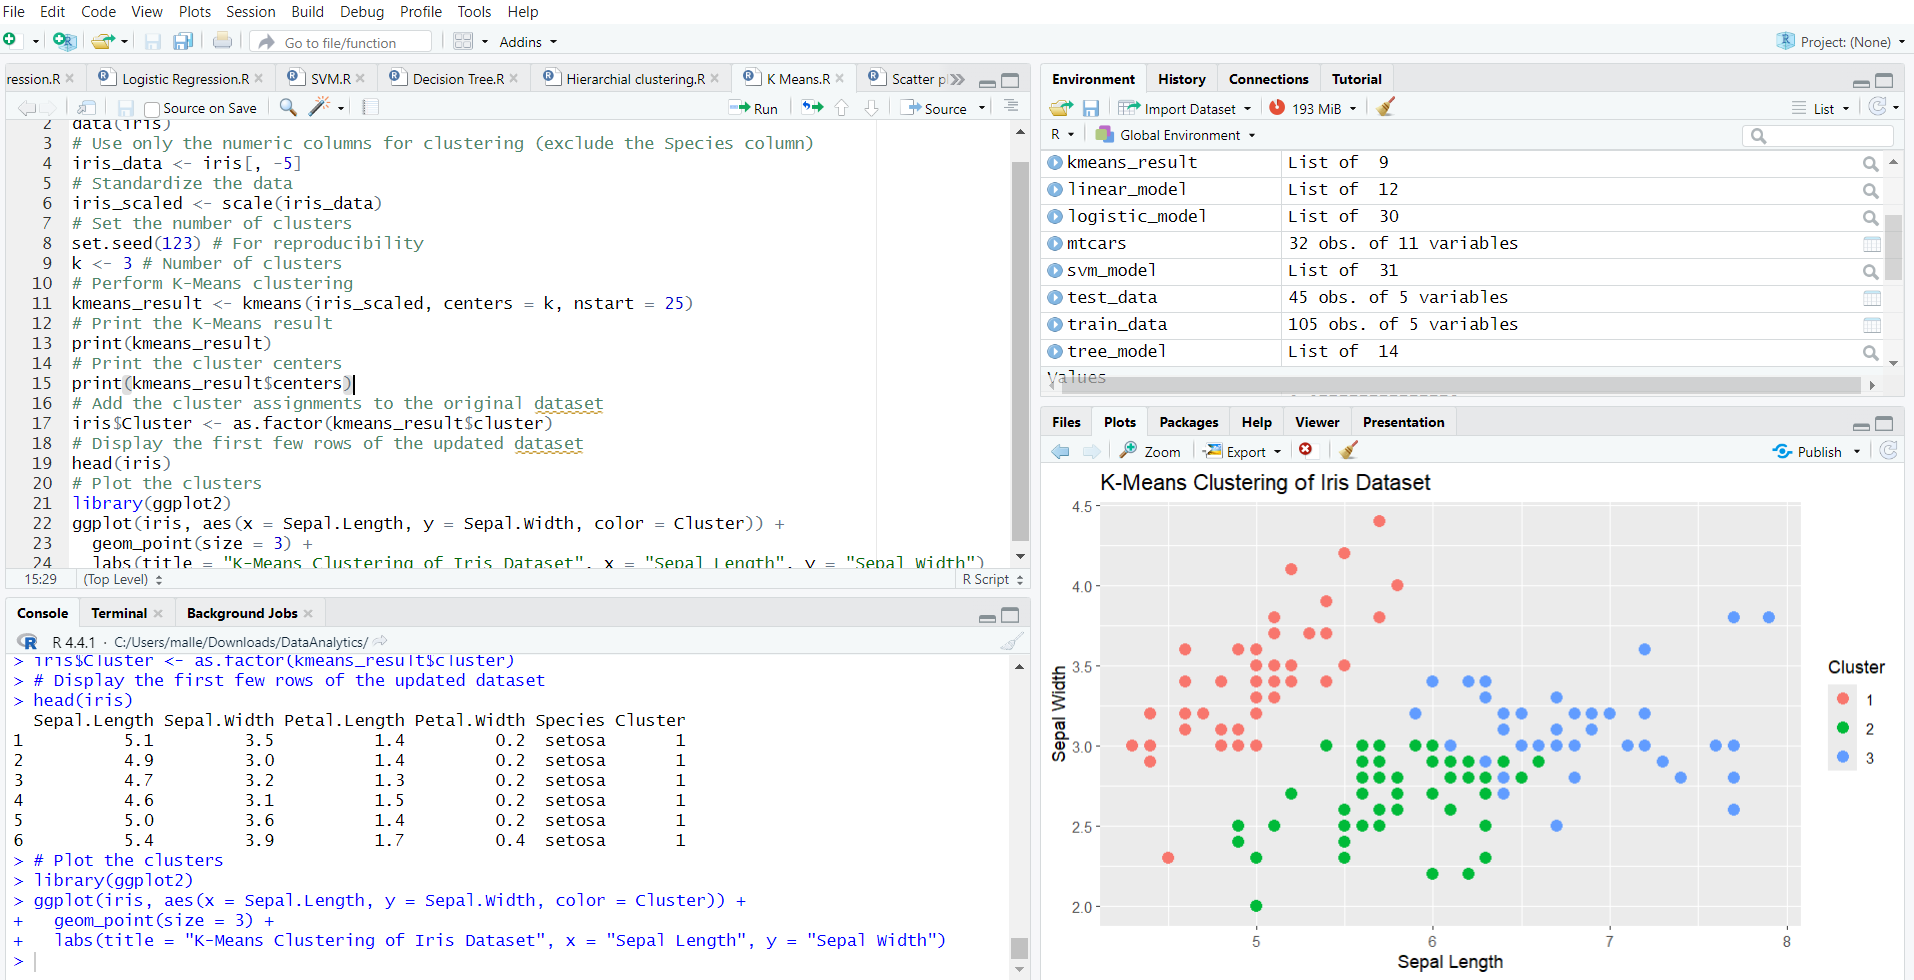 File Edit Code View Plots Session Build Debug Profile Tools Help
Go to file/function Addins Project: (None)
ression.R Logistic Regression.R SVM.R Decision Tree.R Hierarchial clustering.R K Means.R Scatter p
Source on Save Run Source
2 data(iris)
3 # Use only the numeric columns for clustering (exclude the Species column)
4 iris_data <- iris[, -5]
5 # Standardize the data
6 iris_scaled <- scale(iris_data)
7 # Set the number of clusters
8 set.seed(123) # For reproducibility
9 k <- 3 # Number of clusters
10 # Perform K-Means clustering
11 kmeans_result <- kmeans(iris_scaled, centers = k, nstart = 25)
12 # Print the K-Means result
13 print(kmeans_result)
14 # Print the cluster centers
15 print(kmeans_result$centers)
16 # Add the cluster assignments to the original dataset
17 iris$Cluster <- as.factor(kmeans_result$cluster)
18 # Display the first few rows of the updated dataset
19 head(iris)
20 # Plot the clusters
21 library(ggplot2)
22 ggplot(iris, aes(x = Sepal.Length, y = Sepal.Width, color = Cluster)) +
23 geom_point(size = 3) +
24 labs(title = "K-Means Clustering of Iris Dataset", x = "Sepal Length", y = "Sepal Width")
15:29 (Top Level) R Script
Console Terminal Background Jobs
R 4.4.1 · C:/Users/malle/Downloads/DataAnalytics/
> iris$Cluster <- as.factor(kmeans_result$cluster)
> # Display the first few rows of the updated dataset
> head(iris)
Sepal.Length Sepal.Width Petal.Length Petal.Width Species Cluster
1 5.1 3.5 1.4 0.2 setosa 1
2 4.9 3.0 1.4 0.2 setosa 1
3 4.7 3.2 1.3 0.2 setosa 1
4 4.6 3.1 1.5 0.2 setosa 1
5 5.0 3.6 1.4 0.2 setosa 1
6 5.4 3.9 1.7 0.4 setosa 1
> # Plot the clusters
> library(ggplot2)
> ggplot(iris, aes(x = Sepal.Length, y = Sepal.Width, color = Cluster)) +
+ geom_point(size = 3) +
+ labs(title = "K-Means Clustering of Iris Dataset", x = "Sepal Length", y = "Sepal Width")
>
Environment History Connections Tutorial
Import Dataset 193 MiB List
R Global Environment
kmeans_result List of 9
linear_model List of 12
logistic_model List of 30
mtcars 32 obs. of 11 variables
svm_model List of 31
test_data 45 obs. of 5 variables
train_data 105 obs. of 5 variables
tree_model List of 14
Values
Files Plots Packages Help Viewer Presentation
Zoom Export Publish
K-Means Clustering of Iris Dataset
4.5
4.0
3.5
3.0
2.5
2.0
Sepal Width
5 6 7 8
Sepal Length
Cluster
1
2
3